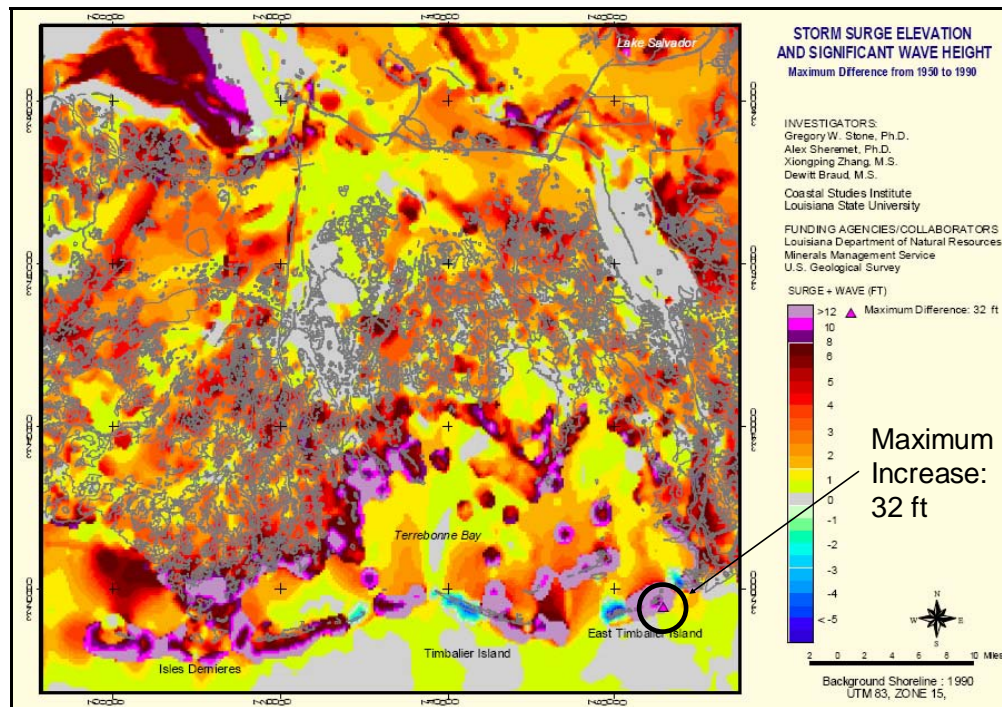 Lake Salvador
Terrebonne Bay
Isles Dernieres
Timbalier Island
East Timbalier Island
STORM SURGE ELEVATION
AND SIGNIFICANT WAVE HEIGHT
Maximum Difference from 1950 to 1990
INVESTIGATORS:
Gregory W. Stone, Ph.D.
Alex Sheremet, Ph.D.
Xiongping Zhang, M.S.
Dewitt Braud, M.S.
Coastal Studies Institute
Louisiana State University
FUNDING AGENCIES/COLLABORATORS
Louisiana Department of Natural Resources
Minerals Management Service
U.S. Geological Survey
SURGE + WAVE (FT)
>12
10
8
6
5
4
3
2
1
0
-1
-2
-3
-4
<-5
Maximum Difference: 32 ft
Maximum
Increase:
32 ft
N
W E
S
2 0 2 4 6 8 10 Miles
Background Shoreline : 1990
UTM 83, ZONE 15,